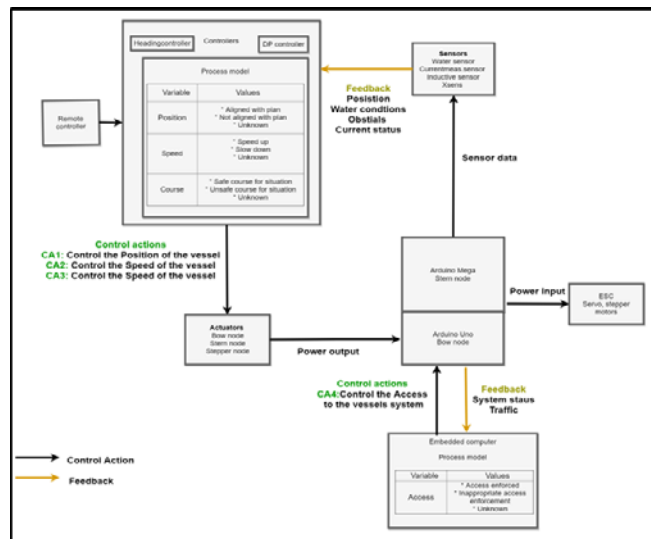 Headingcontroller
Controllers
DP controller
Process model
Variable
Values
Position
* Aligned with plan
* Not aligned with plan
* Unknown
Speed
* Speed up
* Slow down
* Unknown
Course
* Safe course for situation
* Unsafe course for situation
* Unknown
Remote
controller
Sensors
Water sensor
Currentmeas.sensor
Inductive sensor
Xsens
Feedback
Posistion
Water condtions
Obstials
Current status
Sensor data
Control actions
CA1: Control the Position of the vessel
CA2: Control the Speed of the vessel
CA3: Control the Speed of the vessel
Arduino Mega
Stern node
Power Input
ESC
Servo, stepper
motors
Actuators
Bow node
Stern node
Stepper node
Power output
Arduino Uno
Bow node
Control actions
CA4:Control the Access
to the vessels system
Feedback
System staus
Traffic
Embedded computer
Process model
Variable
Values
Access
* Access enforced
* Inappropriate access
enforcement
* Unknown
Control Action
Feedback